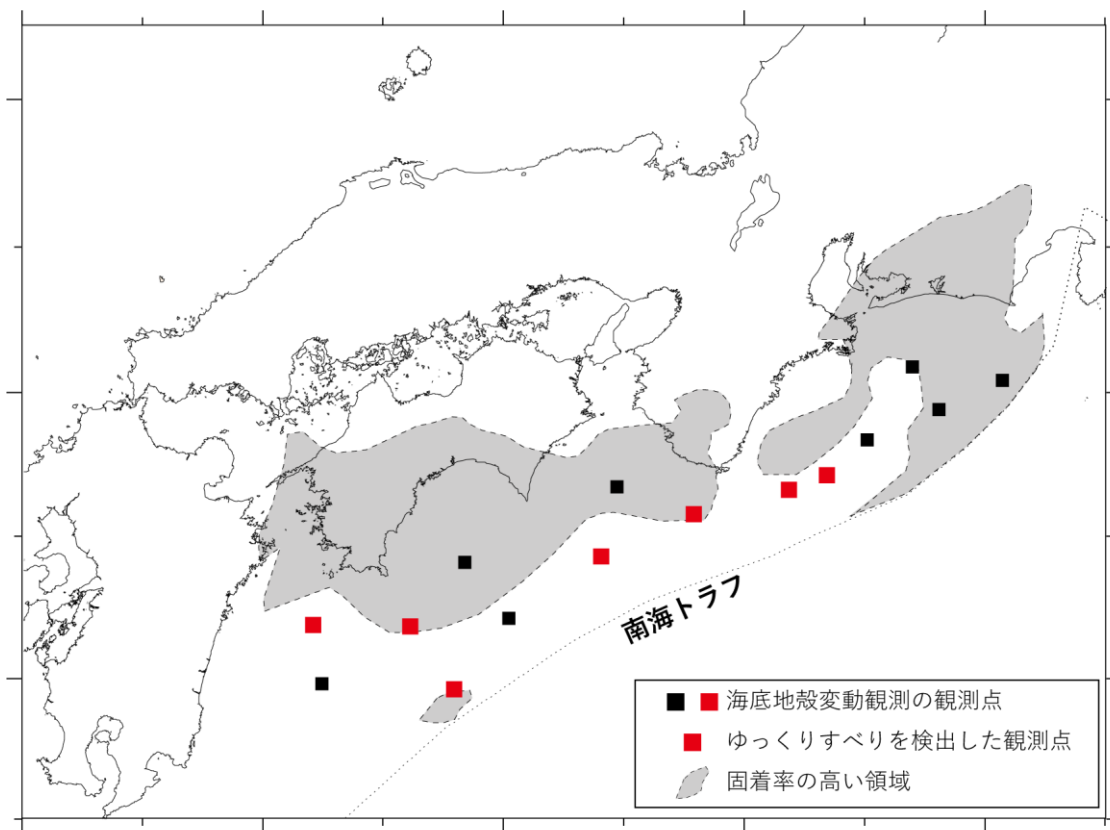 南海トラフ
海底地殻変動観測の観測点
ゆっくりすべりを検出した観測点
固着率の高い領域